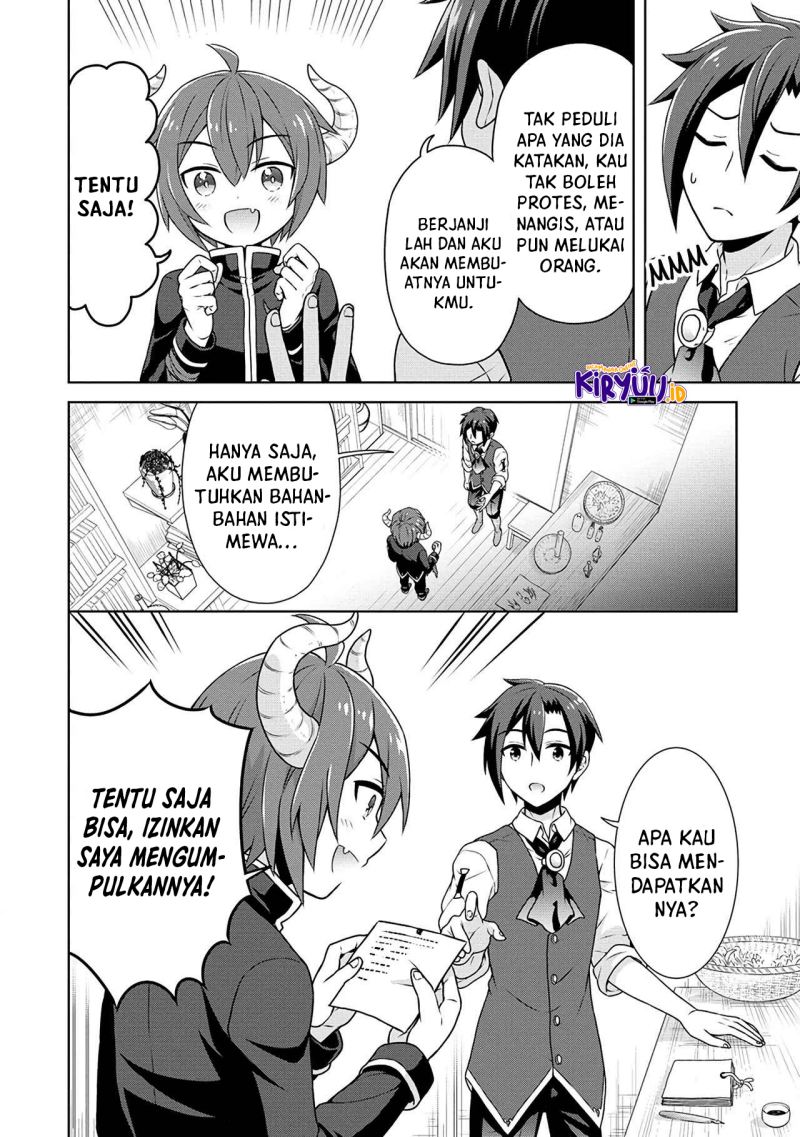 MMM
TAK PEDULI
APA YANG DIA
KATAKAN, KAU
TAK BOLEH
PROTES, ME-
NANGIS, ATAU
PUN MELUKAI
ORANG.
BERJANJI
LAH DAN AKU
AKAN MEMBU-
ATNYA UNTU-
KMU.
TENTU
SAJA!
KIRYUU.ID
HANYA SAJA,
AKU MEMBU-
TUHKAN BAHAN-
BAHAN ISTI-
MEWA...
APA KAU
BISA MEN-
DAPATKAN
NYA?
TENTU SAJA
BISA, IZINKAN
SAYA MENGUM-
PULKANNYA!